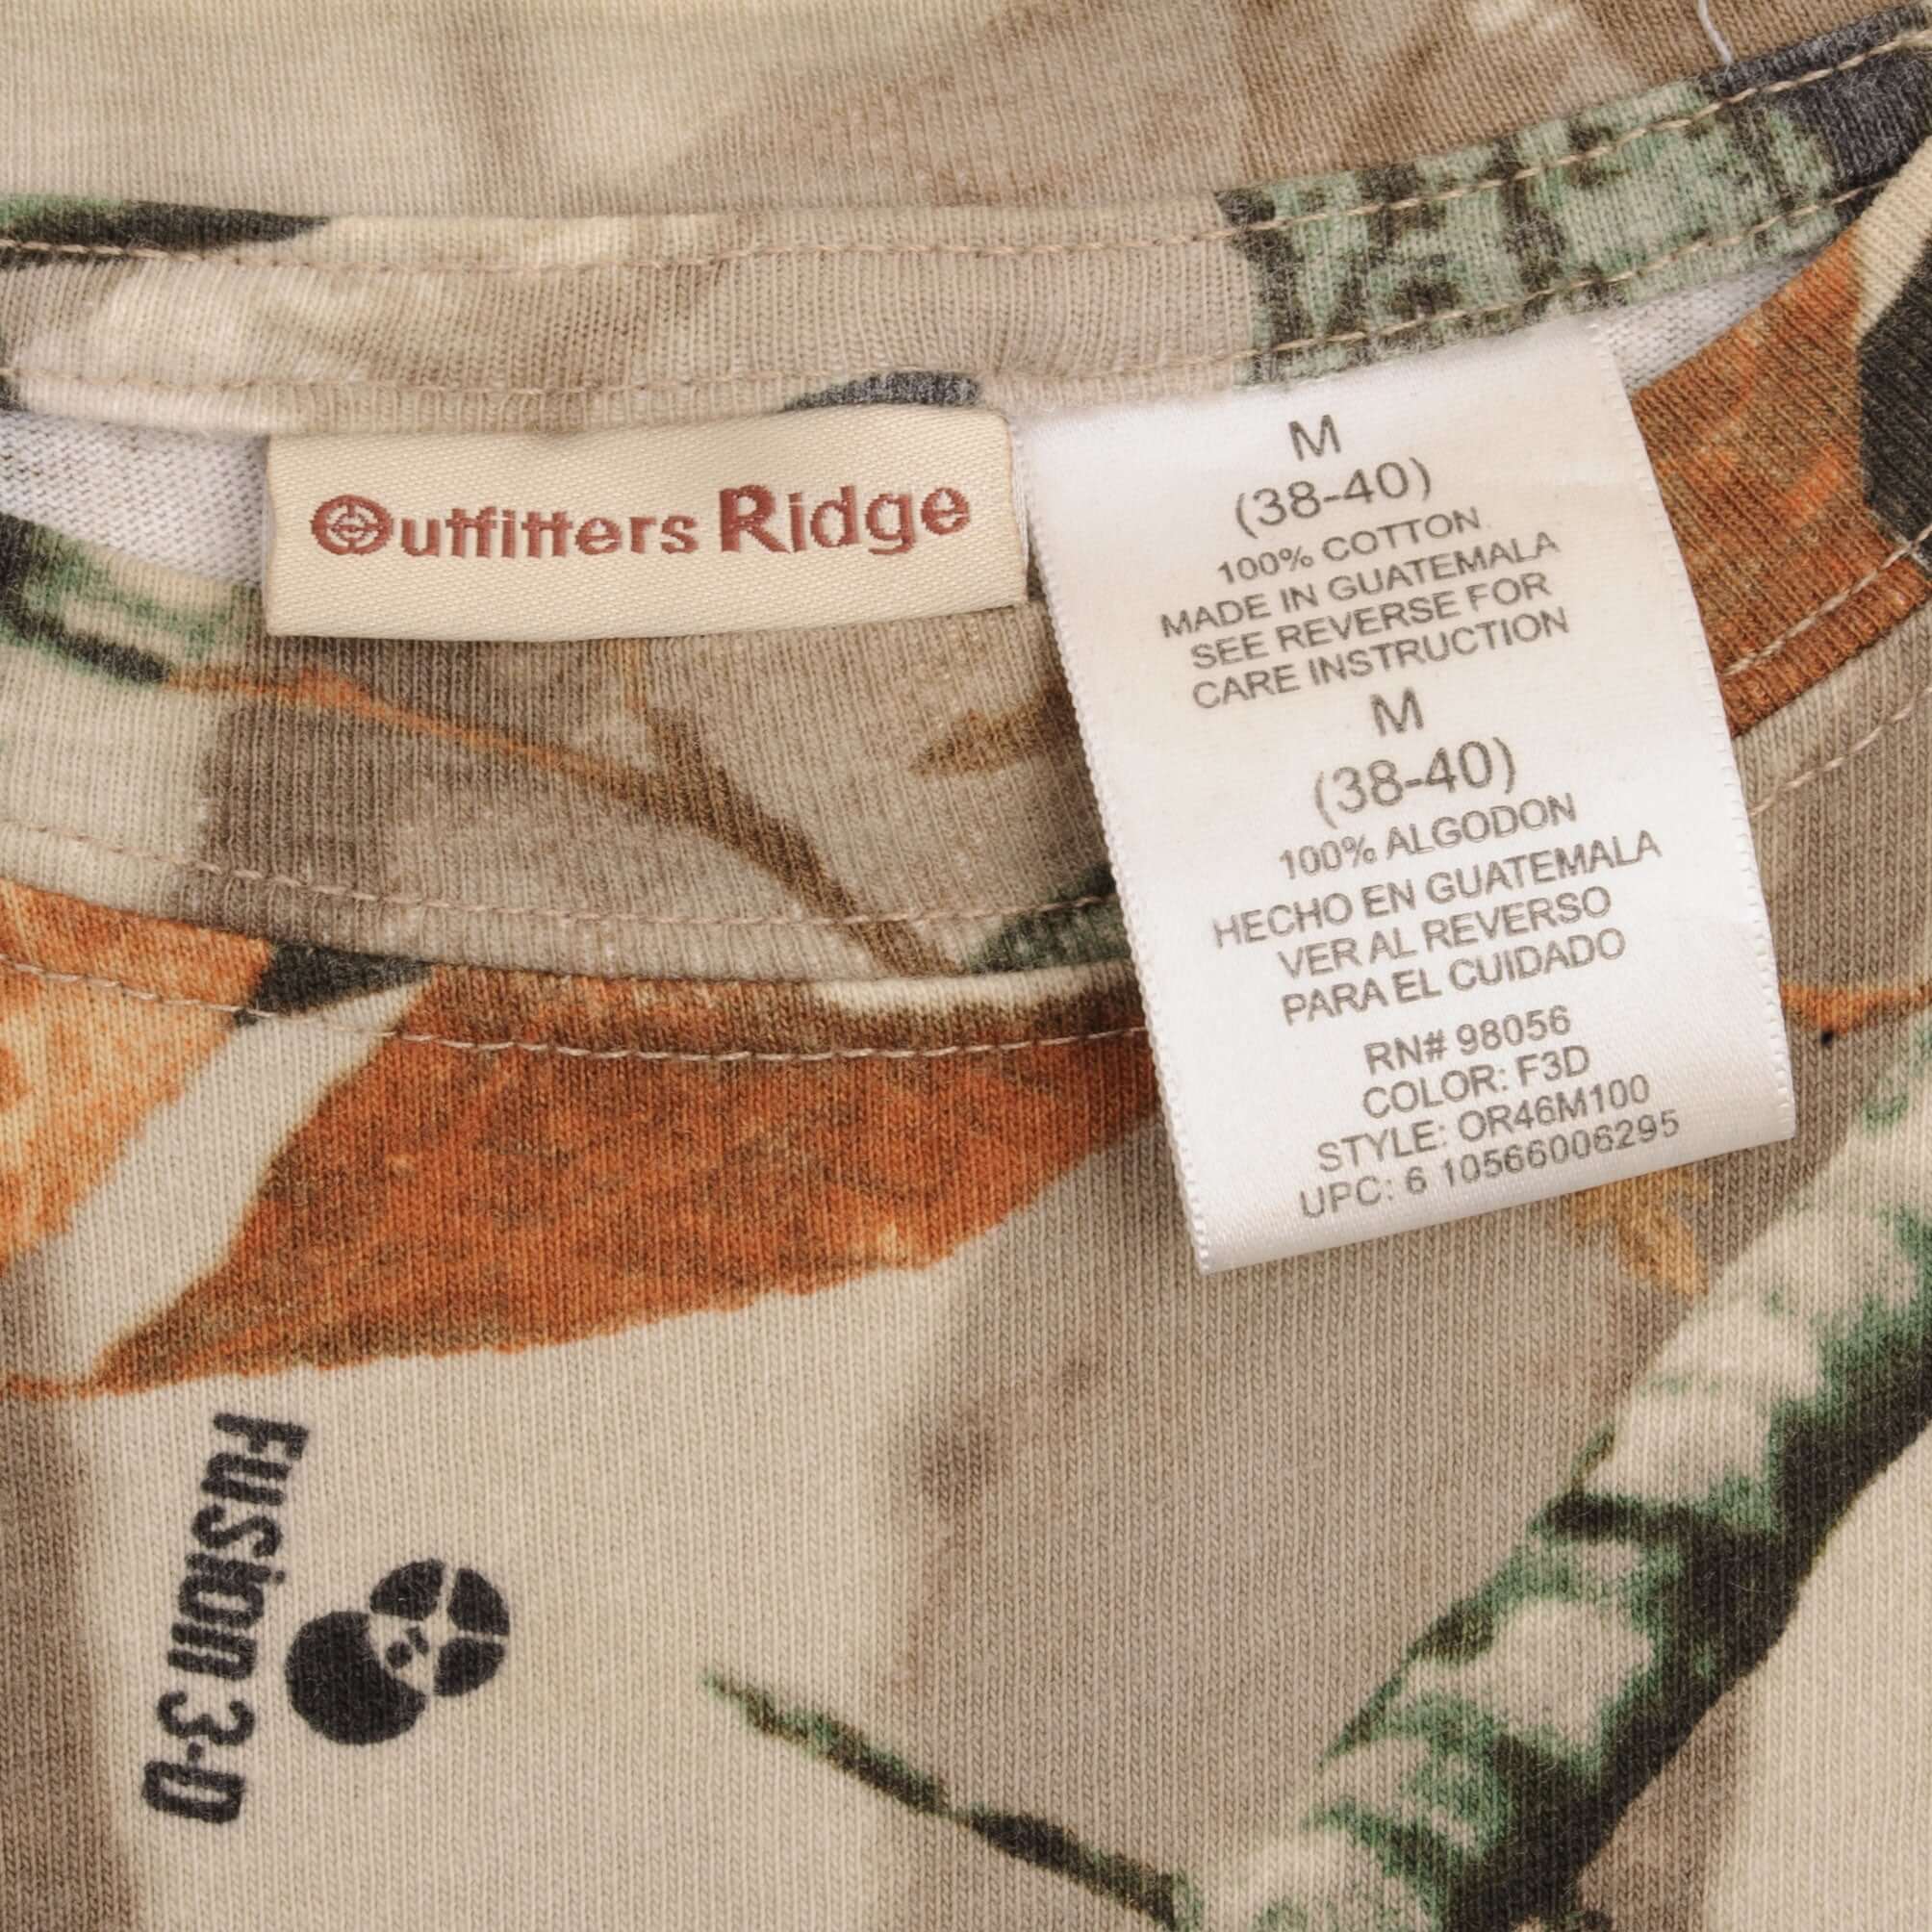 Outfitters Ridge
M
(38-40)
100% COTTON
MADE IN GUATEMALA
SEE REVERSE FOR
CARE INSTRUCTION
M
(38-40)
100% ALGODON
HECHO EN GUATEMALA
VER AL REVERSO
PARA EL CUIDADO
RN# 98056
COLOR: F3D
STYLE: OR46M100
UPC: 6 10566006295
Fusion 3-D